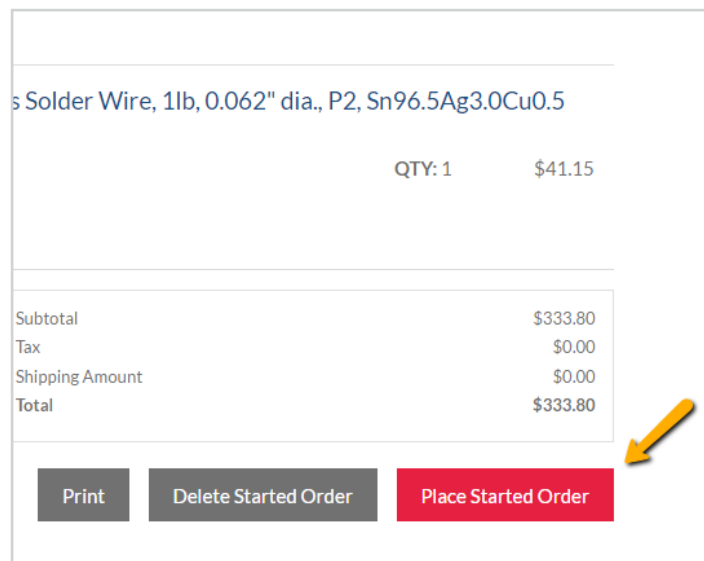 s Solder Wire, 1lb, 0.062" dia., P2, Sn96.5Ag3.0Cu0.5
QTY: 1 $41.15
Subtotal $333.80
Tax $0.00
Shipping Amount $0.00
Total $333.80
Print Delete Started Order Place Started Order